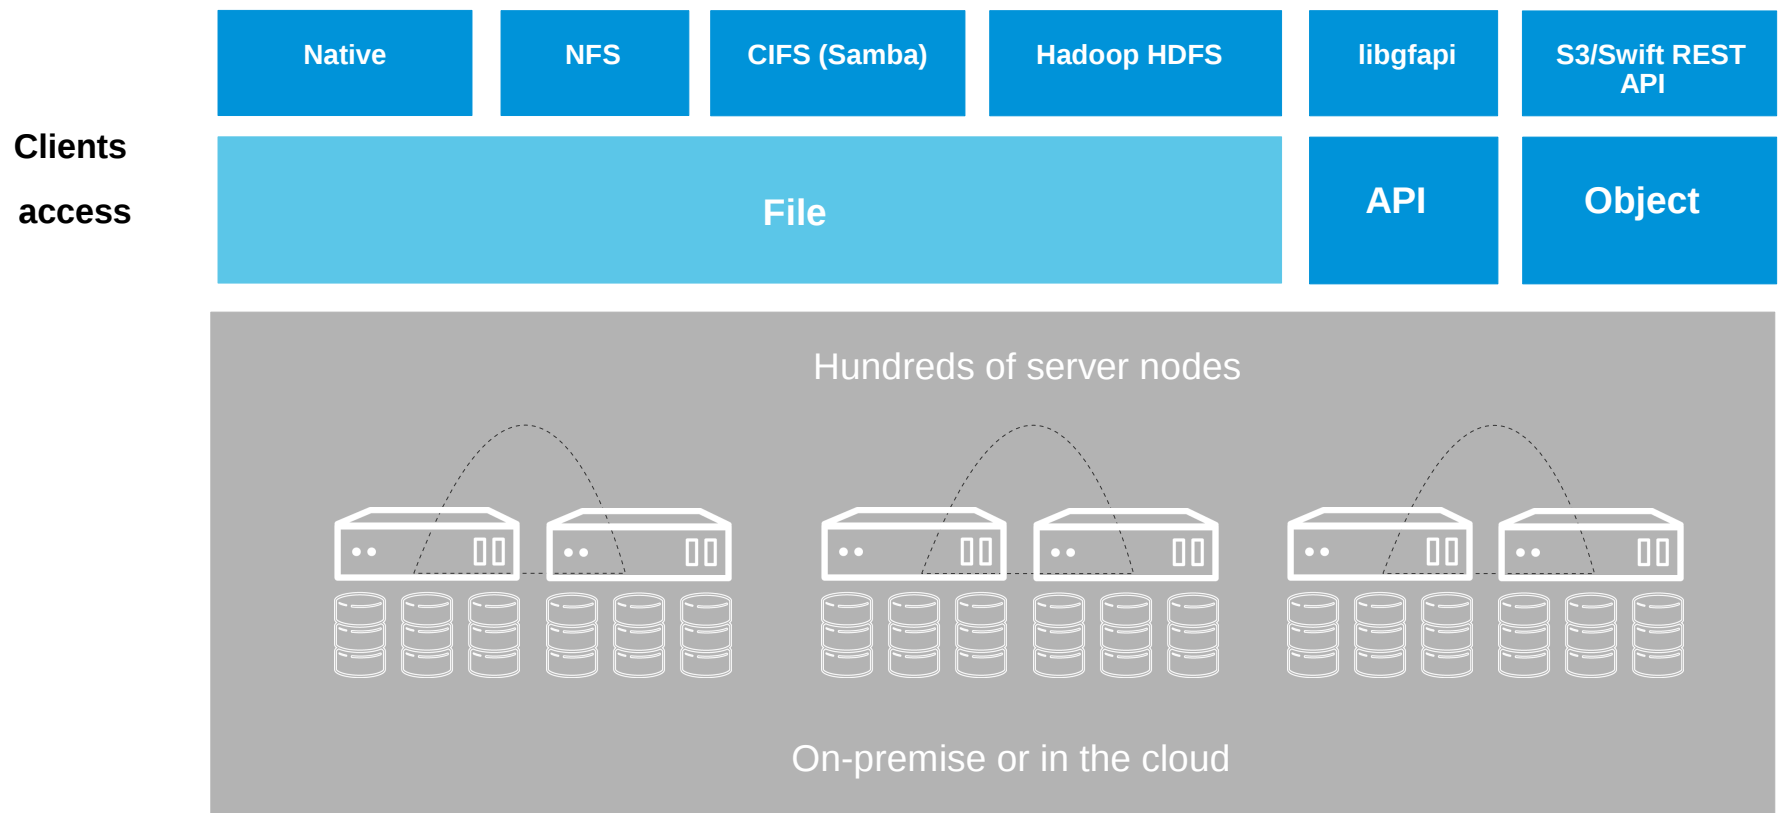 Native
NFS
CIFS (Samba)
Hadoop HDFS
libgfapi
S3/Swift REST
API
Clients
access
File
API
Object
Hundreds of server nodes
On-premise or in the cloud